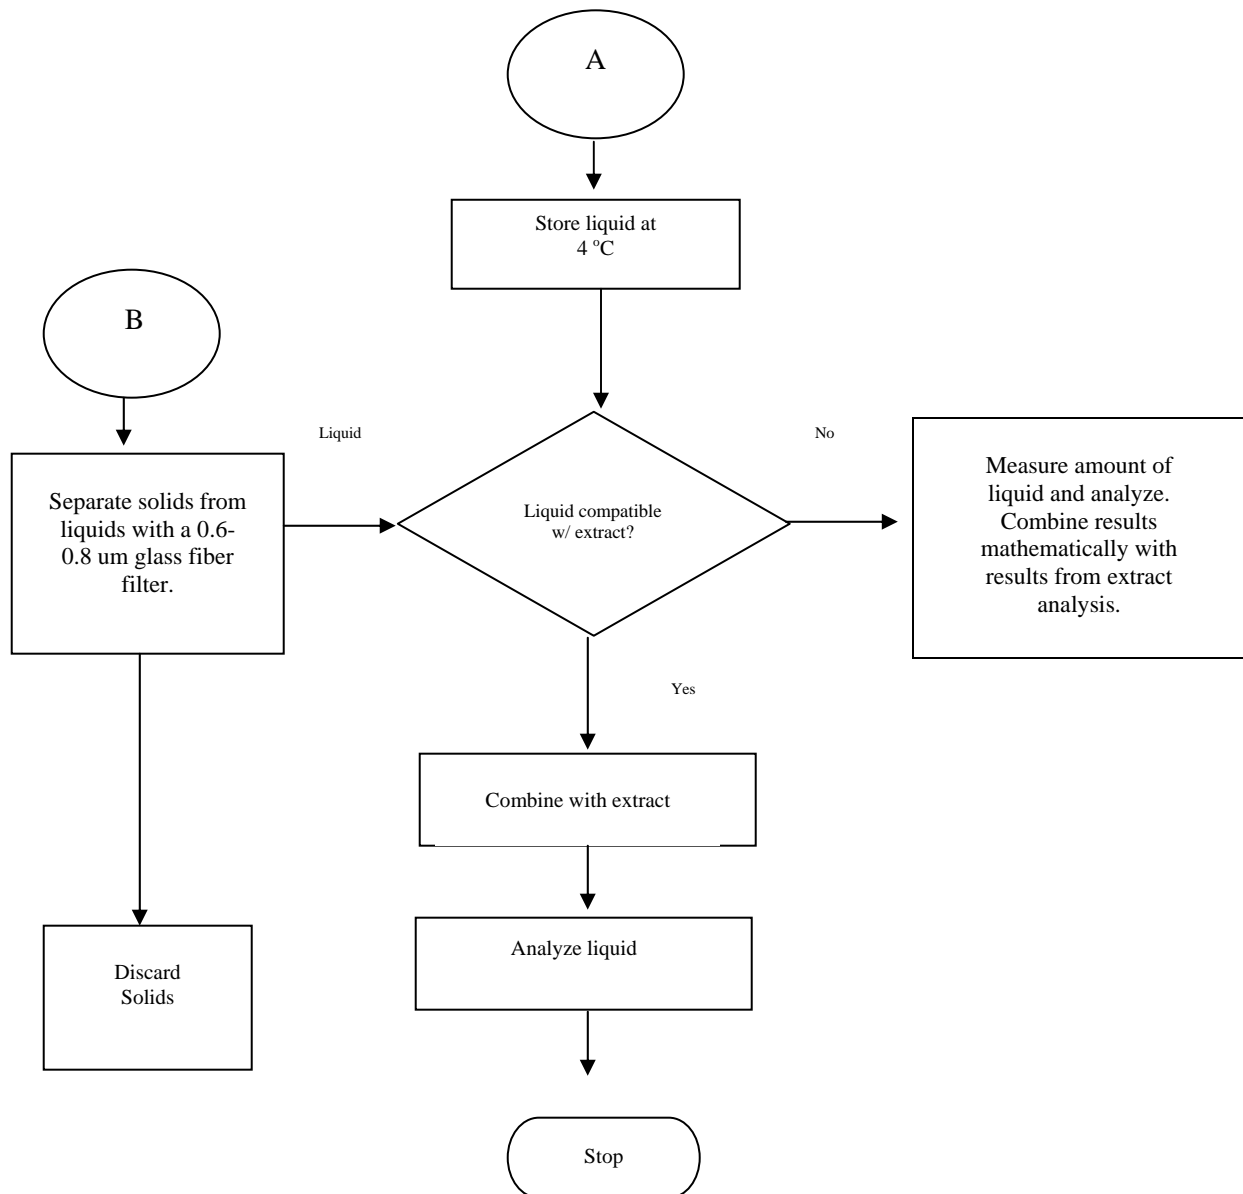 A
Store liquid at
4 °C
B
Liquid
No
Separate solids from
liquids with a 0.6-
0.8 um glass fiber
filter.
Liquid compatible
w/ extract?
Measure amount of
liquid and analyze.
Combine results
mathematically with
results from extract
analysis.
Yes
Combine with extract
Analyze liquid
Discard
Solids
Stop